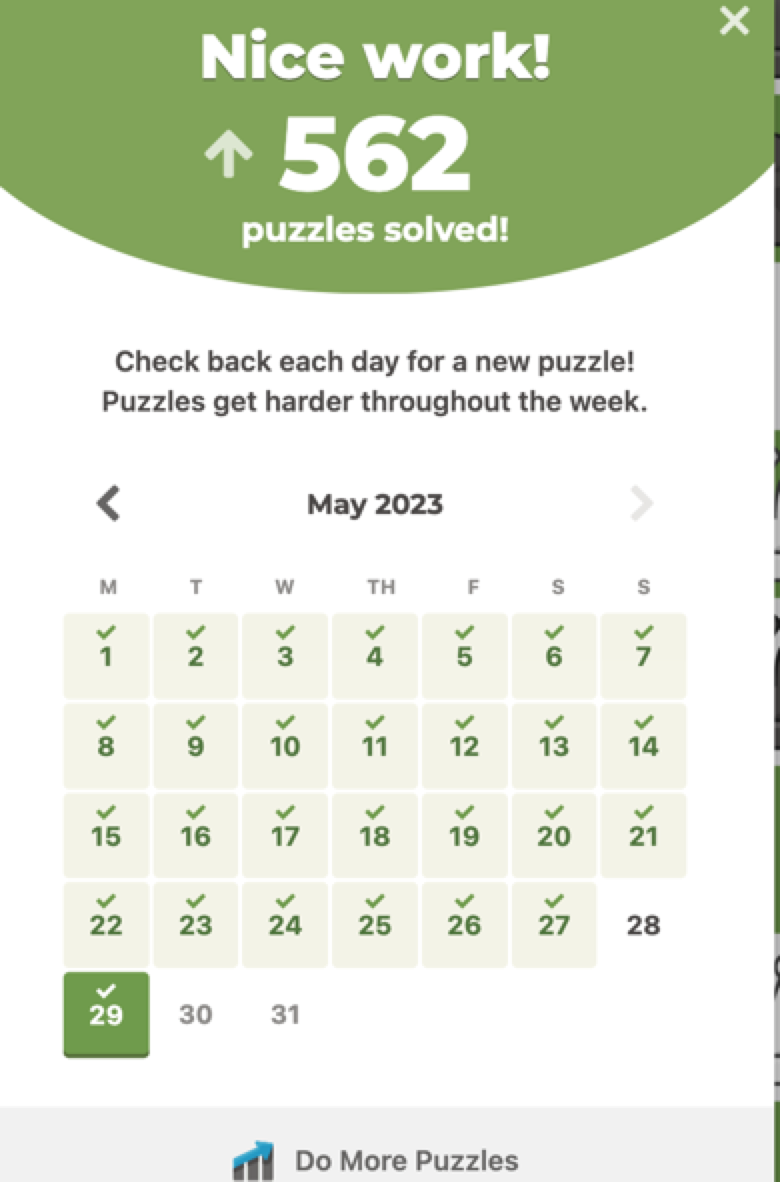 Nice work!
562
puzzles solved!
Check back each day for a new puzzle!
Puzzles get harder throughout the week.
May 2023
M T W TH F S S
1 2 3 4 5 6 7
8 9 10 11 12 13 14
15 16 17 18 19 20 21
22 23 24 25 26 27 28
29 30 31
Do More Puzzles